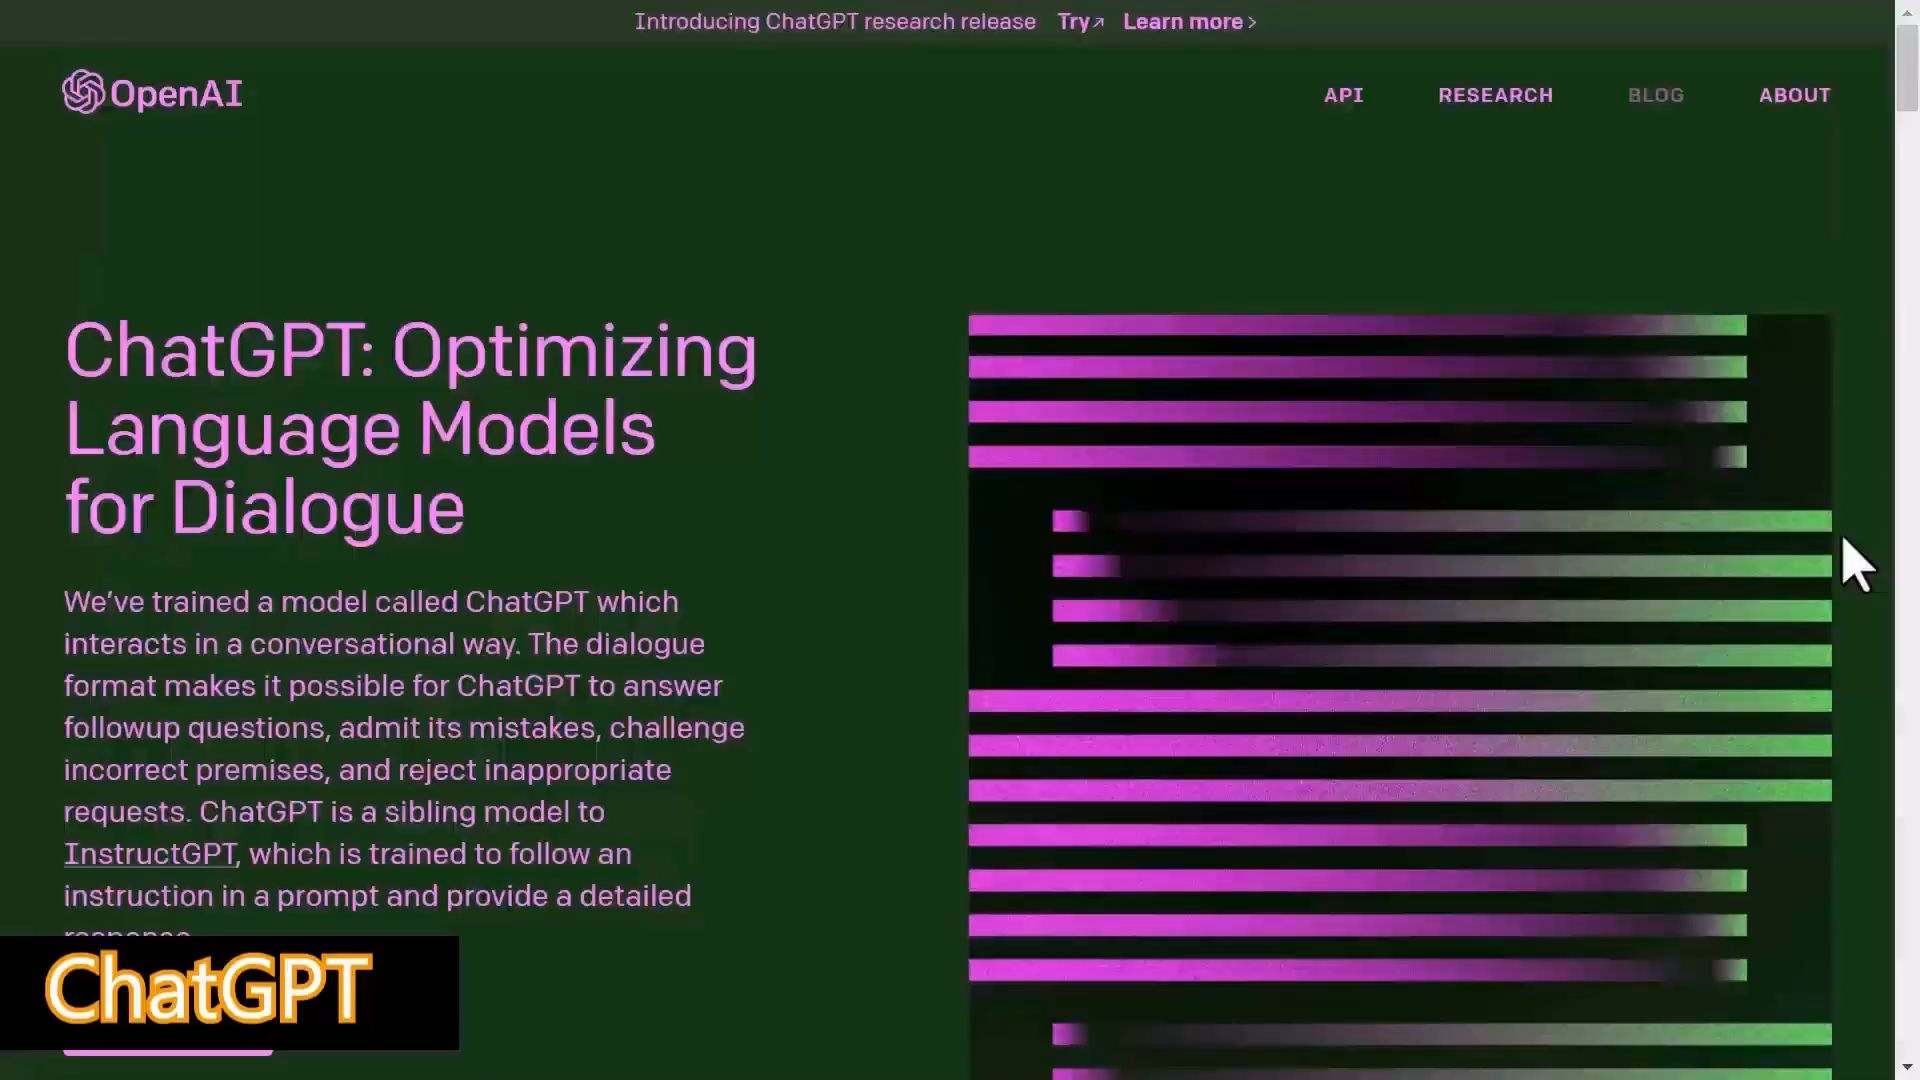 Introducing ChatGPT research release Try↗ Learn more >
OpenAI
API RESEARCH BLOG ABOUT
ChatGPT: Optimizing
Language Models
for Dialogue
We’ve trained a model called ChatGPT which
interacts in a conversational way. The dialogue
format makes it possible for ChatGPT to answer
followup questions, admit its mistakes, challenge
incorrect premises, and reject inappropriate
requests. ChatGPT is a sibling model to
InstructGPT, which is trained to follow an
instruction in a prompt and provide a detailed
response.
ChatGPT